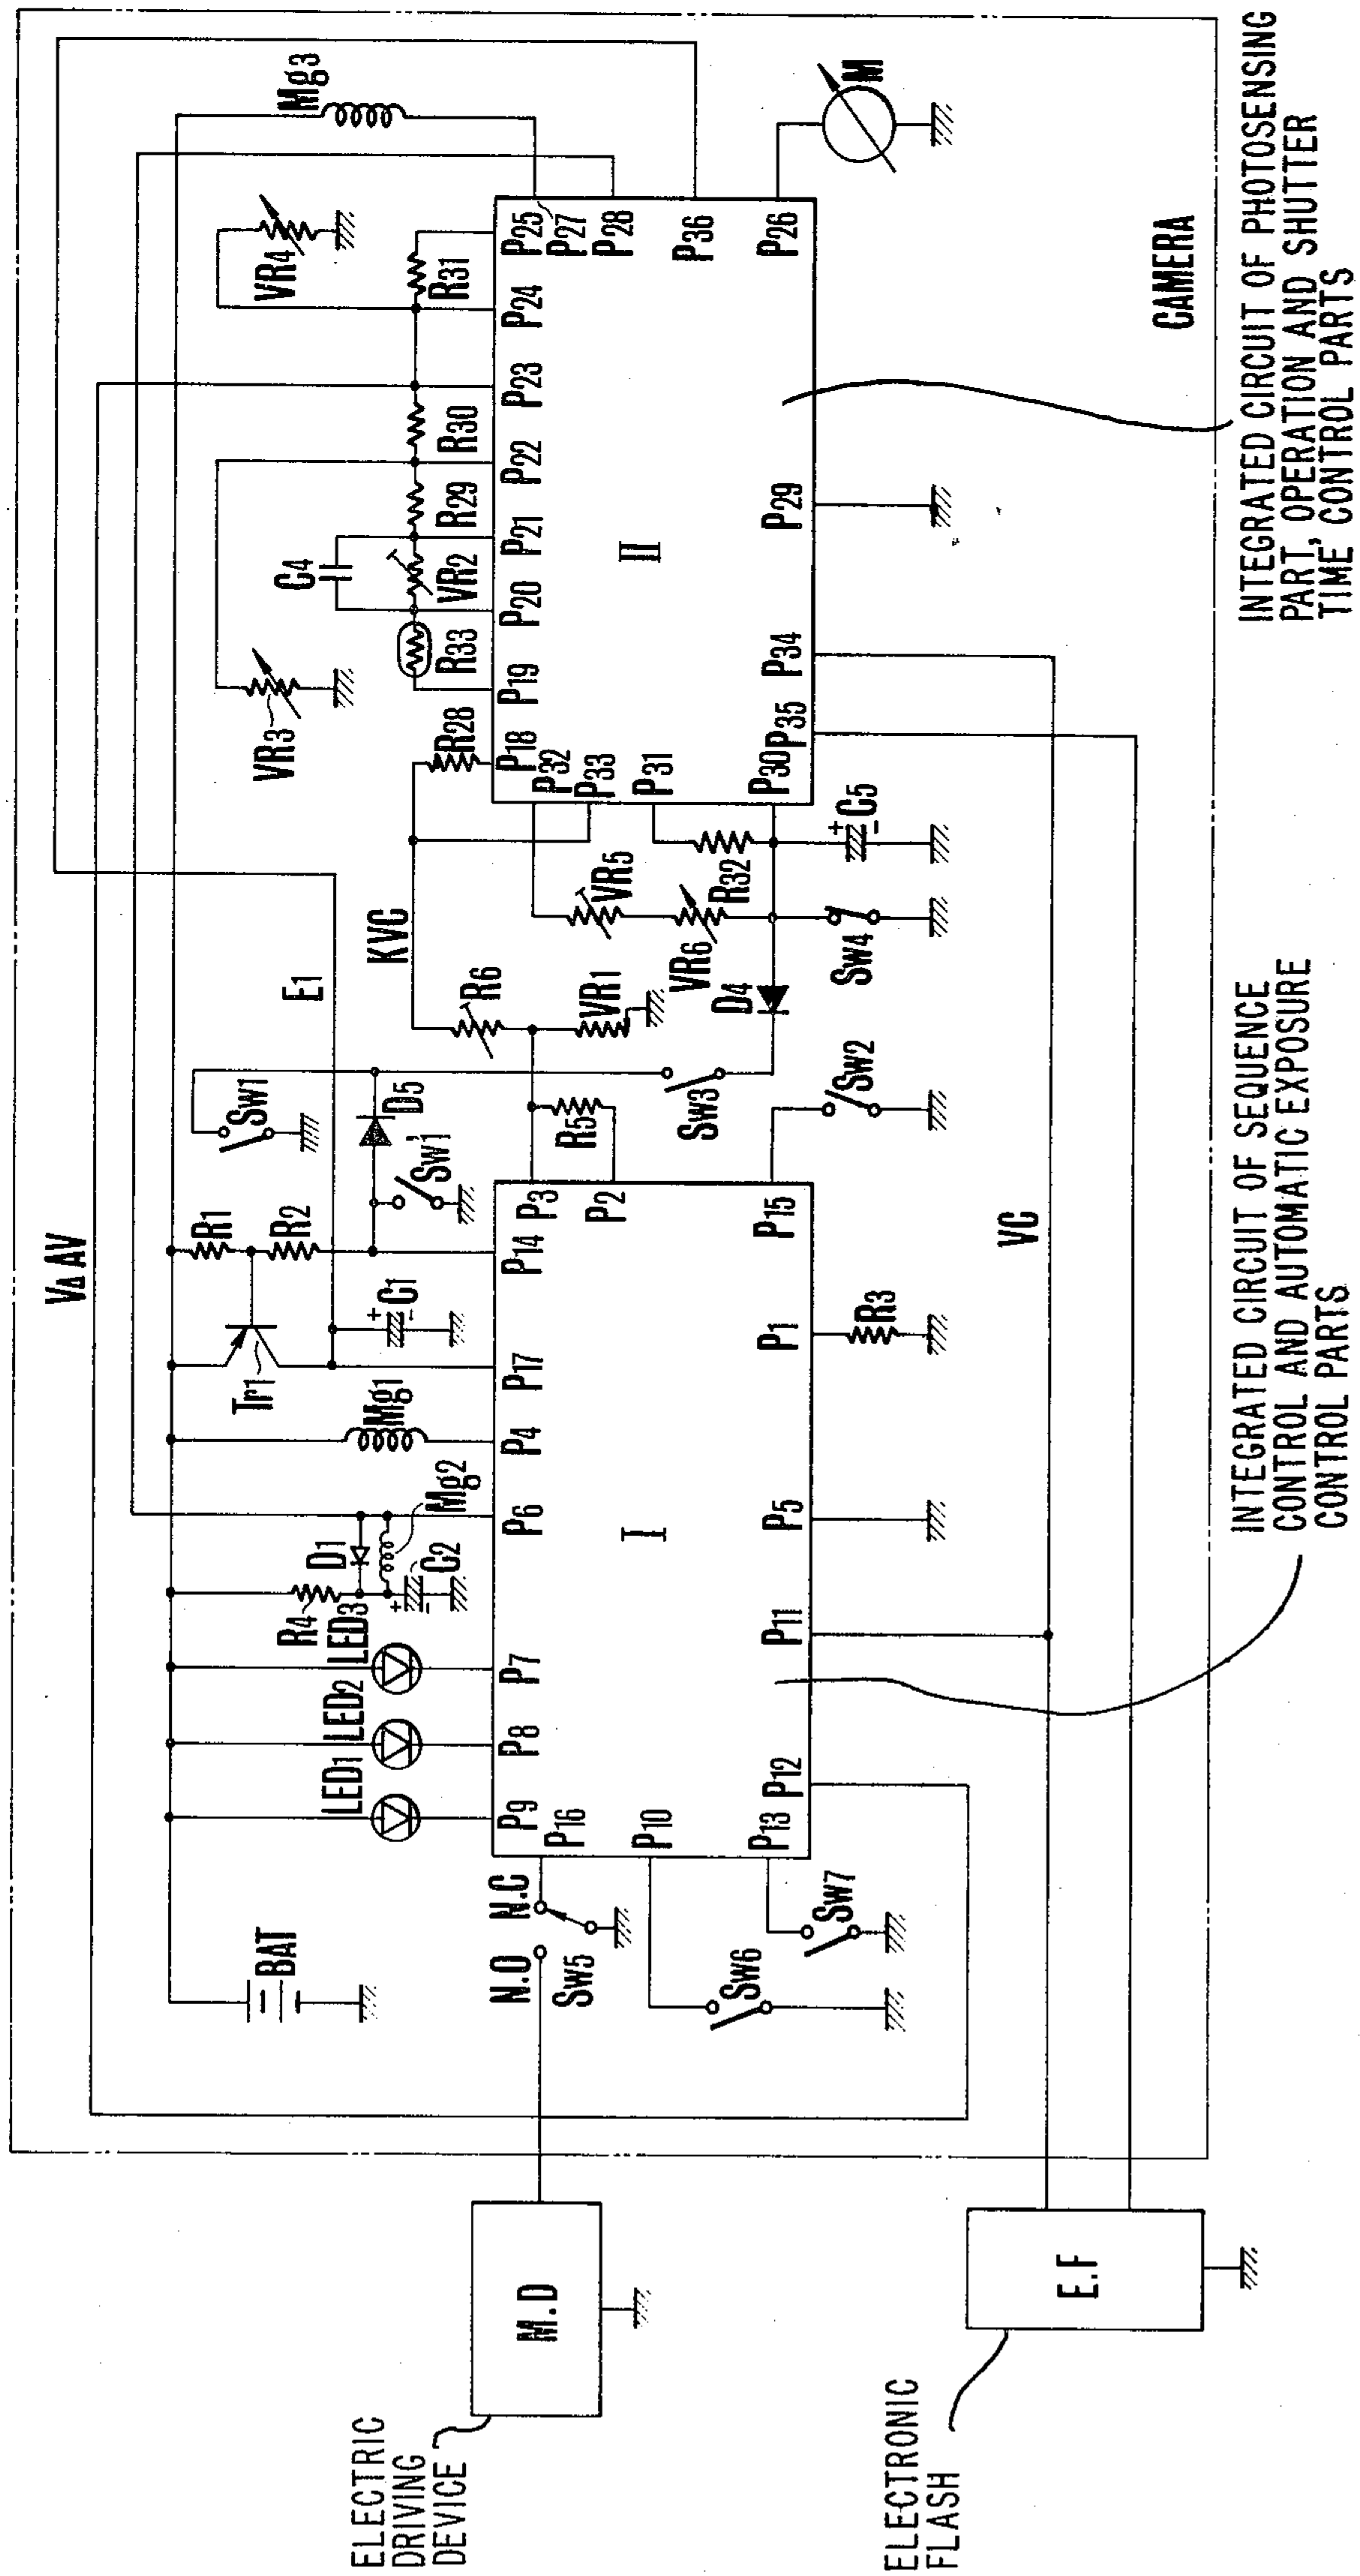 VΔ AV
E1
KVC
Mg3
VR4
VR3
C4
R33
VR2
R29
R30
R31
R28
P18
P19
P20
P21
P22
P23
P24
P25
P27
P28
P36
P26
M
P32
P33
P31
P30
P35
P34
P29
II
CAMERA
VR5
VR6
R32
C5
SW4
D4
R6
VR1
R5
SW3
SW2
SW1
D5
SW'1
R1
R2
Tr1
C1
Mg1
Mg2
D1
C2
R4
LED3
LED2
LED1
BAT
P3
P2
P15
P14
P17
P4
P6
P7
P8
P9
P16
P10
P13
P12
P11
P5
P1
R3
I
N.C
N.O
SW5
SW6
SW7
VC
M.D
E.F
ELECTRIC
DRIVING
DEVICE
ELECTRONIC
FLASH
INTEGRATED CIRCUIT OF SEQUENCE
CONTROL AND AUTOMATIC EXPOSURE
CONTROL PARTS
INTEGRATED CIRCUIT OF PHOTOSENSING
PART, OPERATION AND SHUTTER
TIME CONTROL PARTS